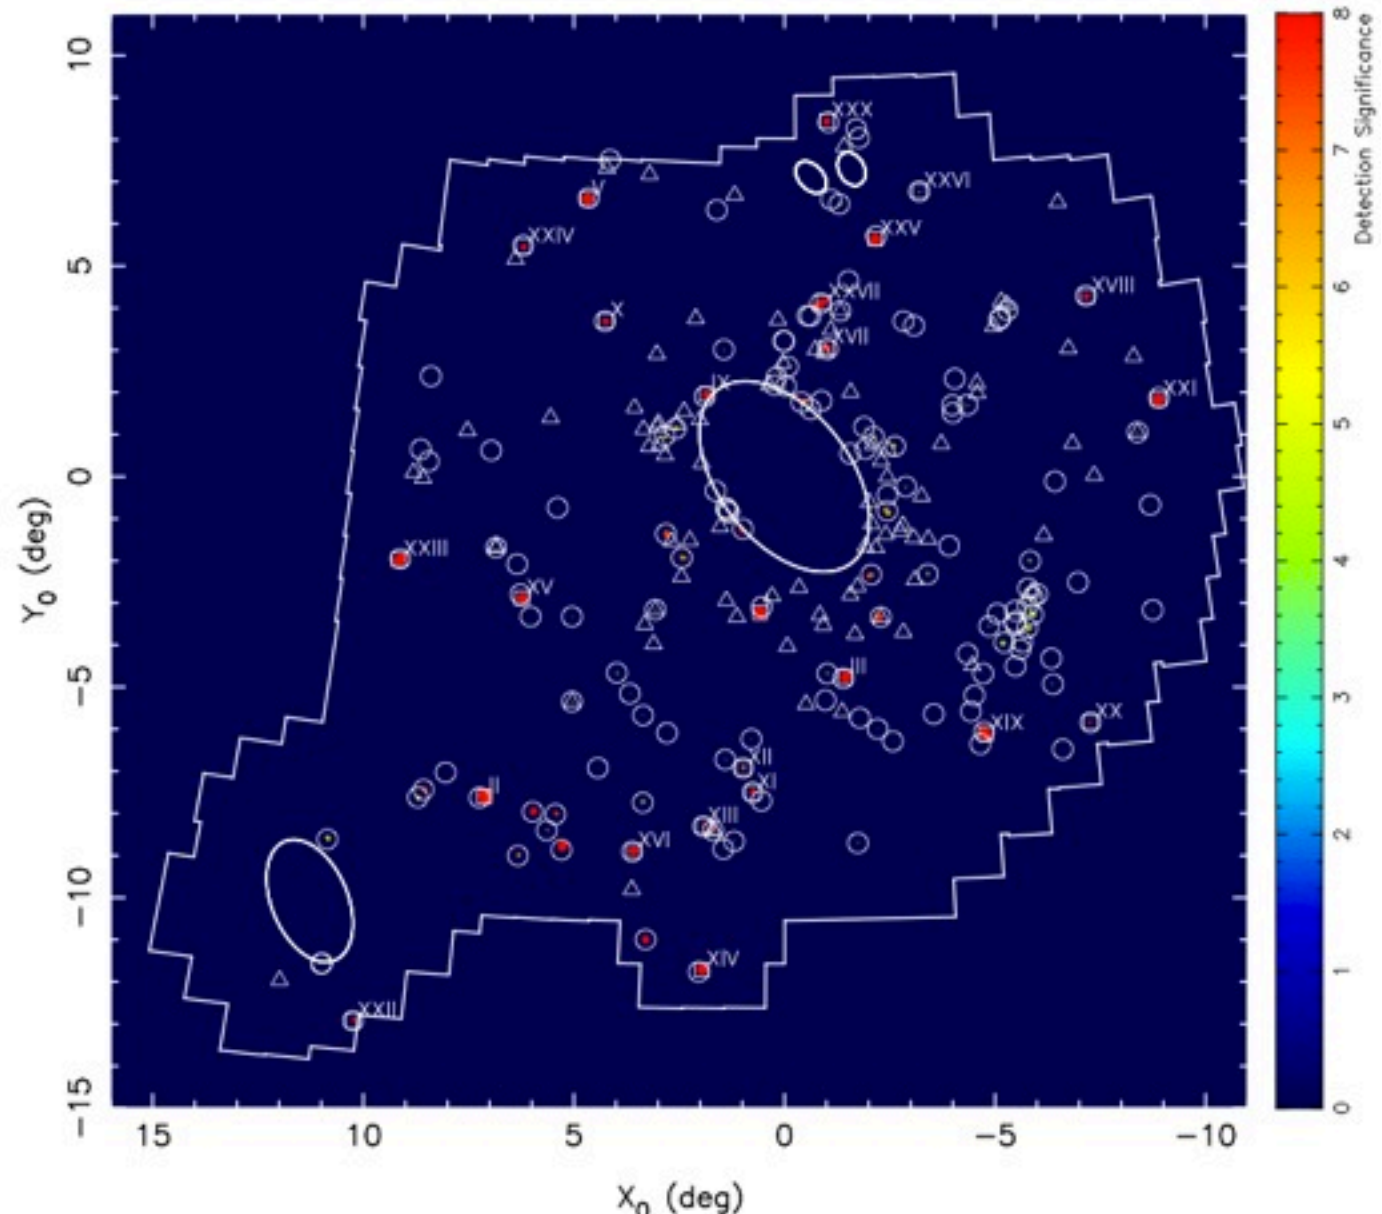 XXX
XXVI
V
XXV
XXIV
XXVII
XVIII
X
XVII
IX
XXI
XXIII
XV
III
XX
XIX
XII
II
XI
XIII
XVI
XIV
XXII
10
5
0
−5
−10
−15
15
10
5
0
−5
−10
Y0 (deg)
X0 (deg)
8
7
6
5
4
3
2
1
0
Detection Significance